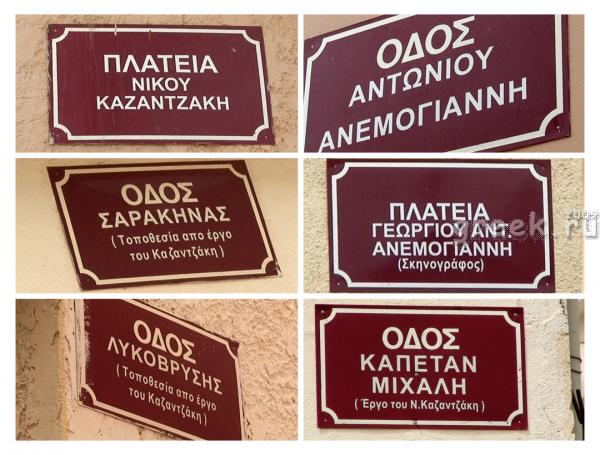 ΠΛΑΤΕΙΑ
ΝΙΚΟΥ
ΚΑΖΑΝΤΖΑΚΗ
ΟΔΟΣ
ΑΝΤΩΝΙΟΥ
ΑΝΕΜΟΓΙΑΝΝΗ
ΟΔΟΣ
ΣΑΡΑΚΗΝΑΣ
(Τοποθεσία απο έργο
του Καζαντζάκη)
ΠΛΑΤΕΙΑ
ΓΕΩΡΓΙΟΥ ΑΝΤ
ΑΝΕΜΟΓΙΑΝΝΗ
(Σκηνογράφος)
ΟΔΟΣ
ΛΥΚΟΒΡΥΣΗΣ
(Τοποθεσία απο έργο
του Καζαντζάκη)
ΟΔΟΣ
ΚΑΠΕΤΑΝ
ΜΙΧΑΛΗ
(Έργο του Ν.Καζαντζάκη)